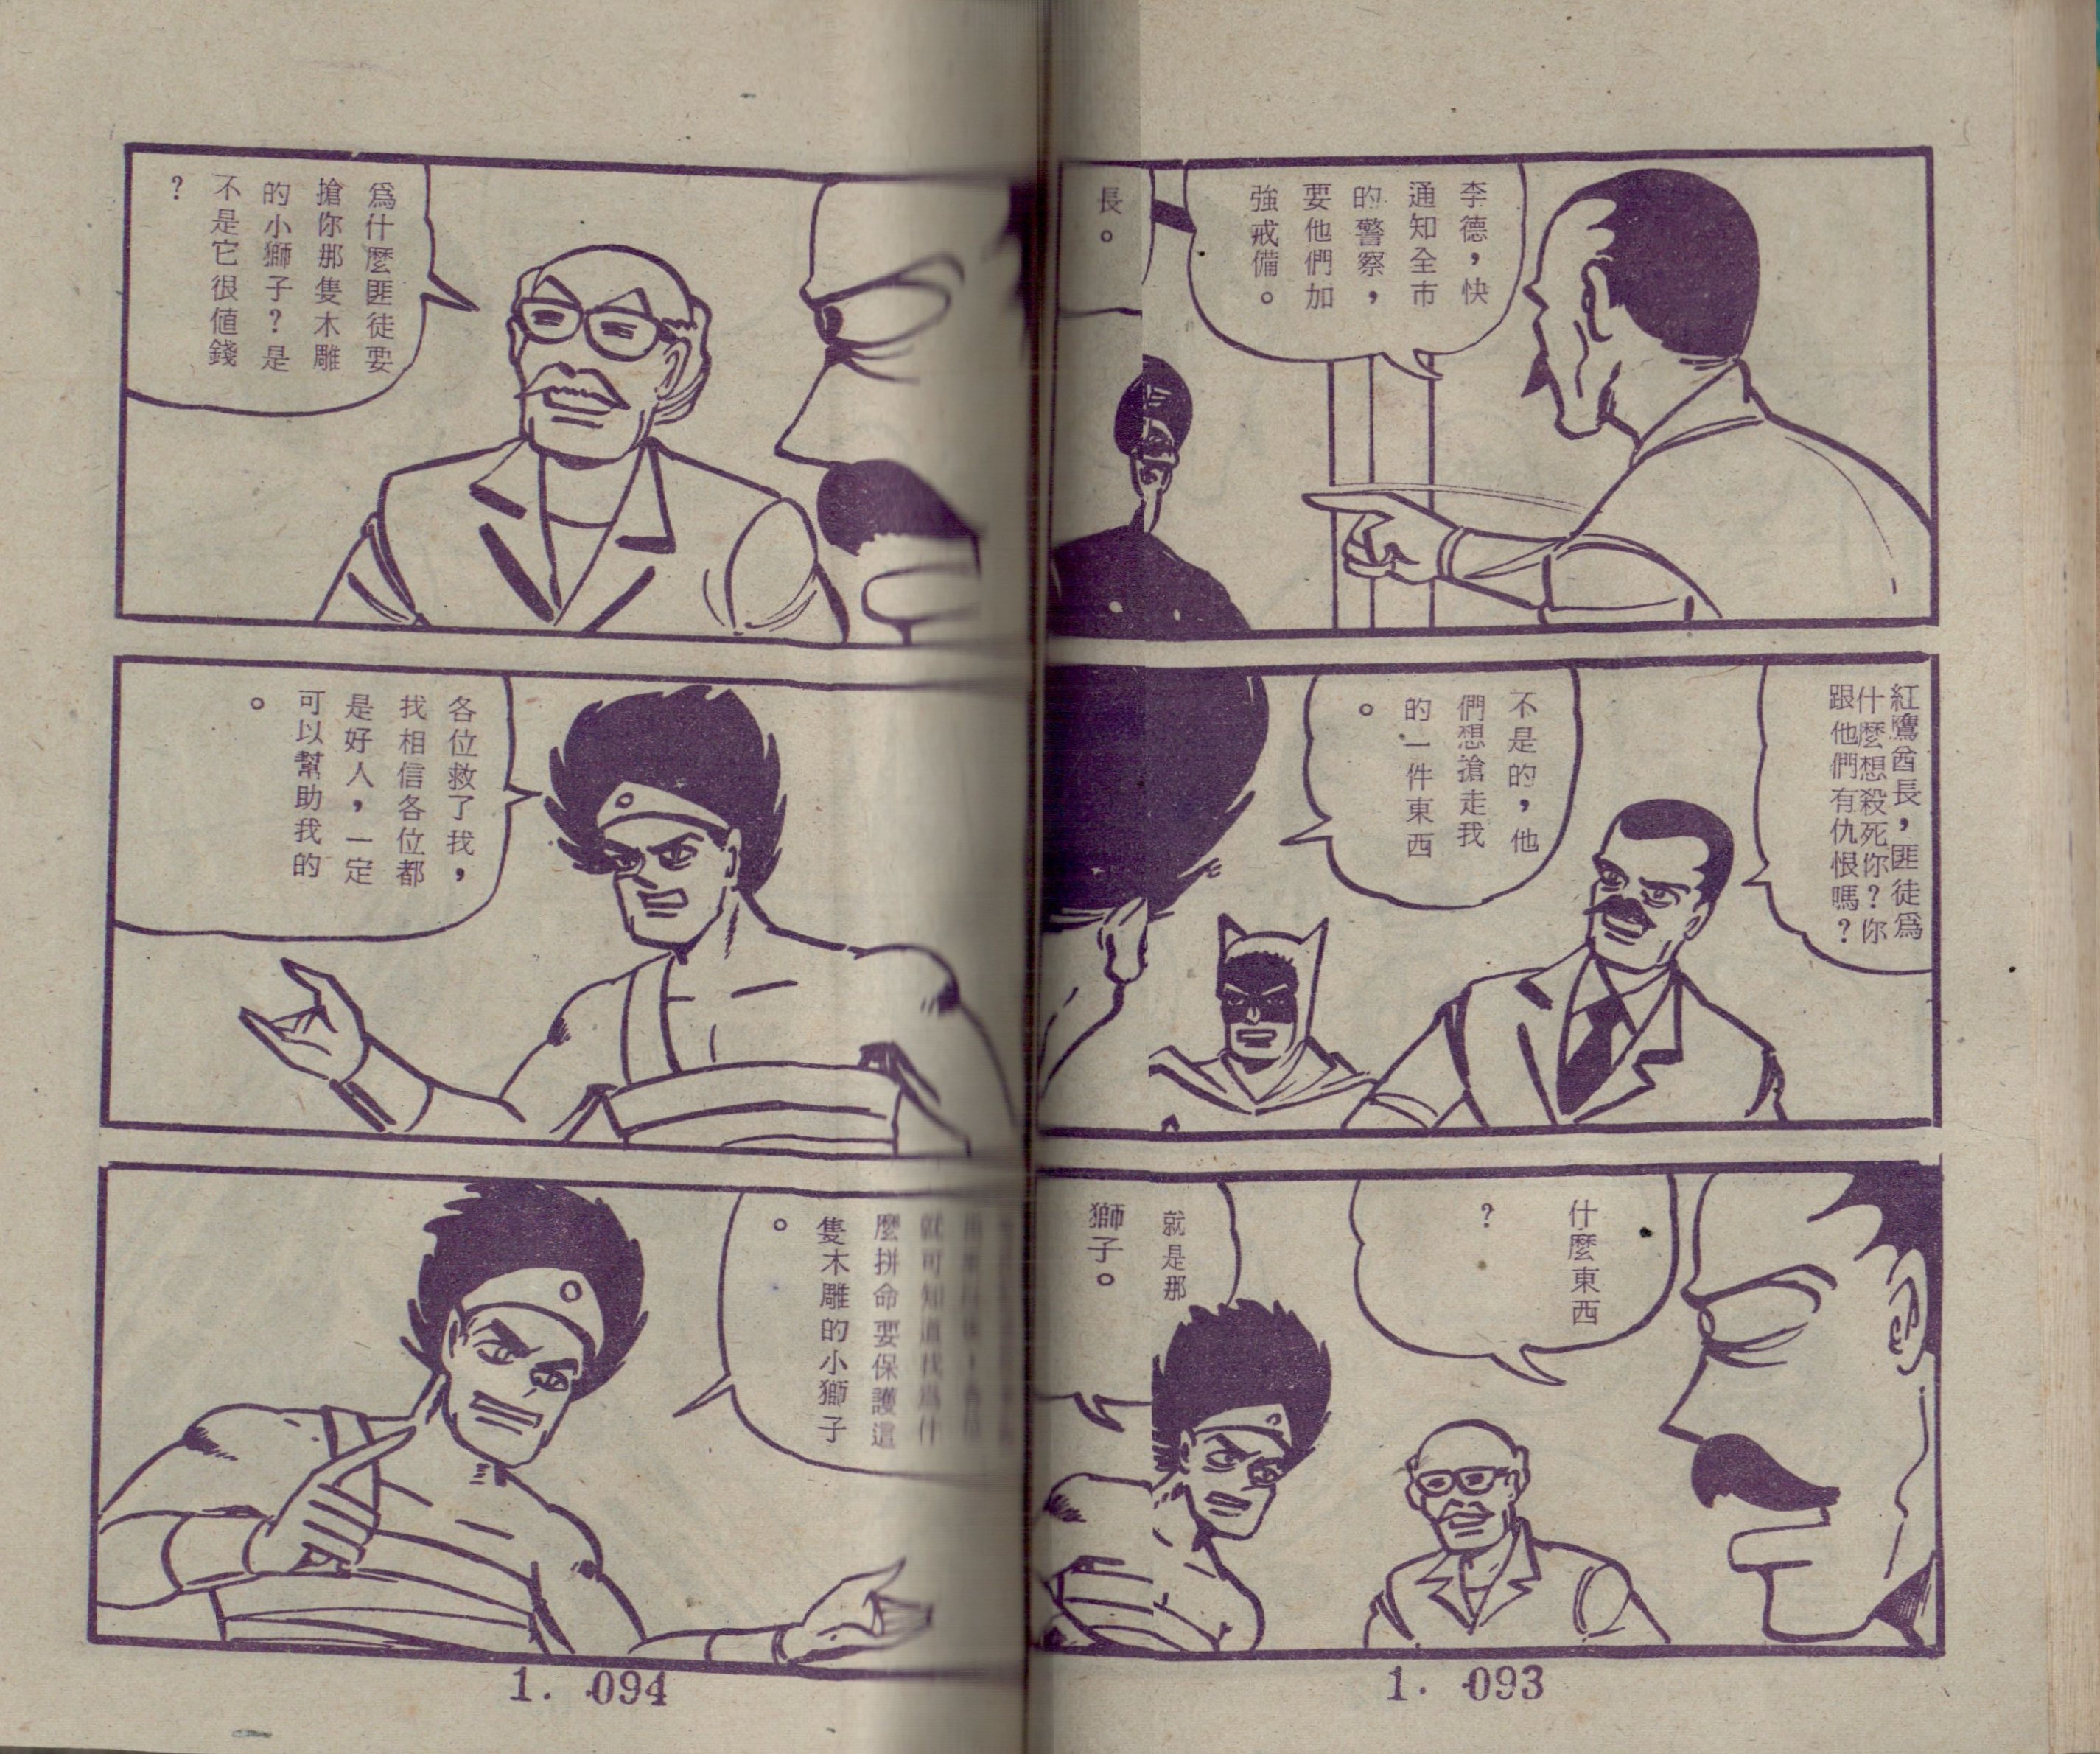 李德，快
通知全市
的警察，
要他們加
強戒備。
長。
紅鷹酋長，匪徒爲
什麼想殺死你？你
跟他們有仇恨嗎？
不是的，他
們想搶走我
的一件東西
。
什麼東西
？
就是那
獅子。
1. 093
爲什麼匪徒要
搶你那隻木雕
的小獅子？是
不是它很值錢
？
各位救了我，
我相信各位都
是好人，一定
可以幫助我的
。
就可知道我爲什
麼拼命要保護這
隻木雕的小獅子
。
1. 094